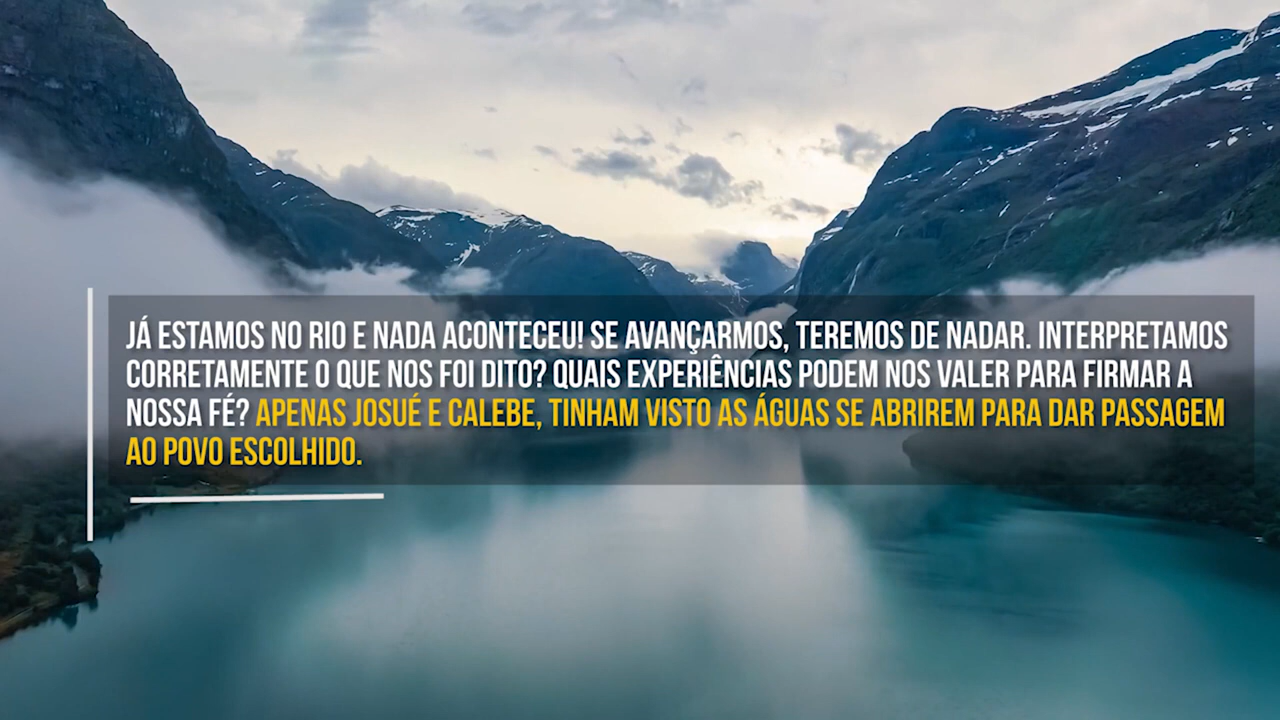 JÁ ESTAMOS NO RIO E NADA ACONTECEU! SE AVANÇARMOS, TEREMOS DE NADAR. INTERPRETAMOS
CORRETAMENTE O QUE NOS FOI DITO? QUAIS EXPERIÊNCIAS PODEM NOS VALER PARA FIRMAR A
NOSSA FÉ? APENAS JOSUÉ E CALEBE, TINHAM VISTO AS ÁGUAS SE ABRIREM PARA DAR PASSAGEM
AO POVO ESCOLHIDO.